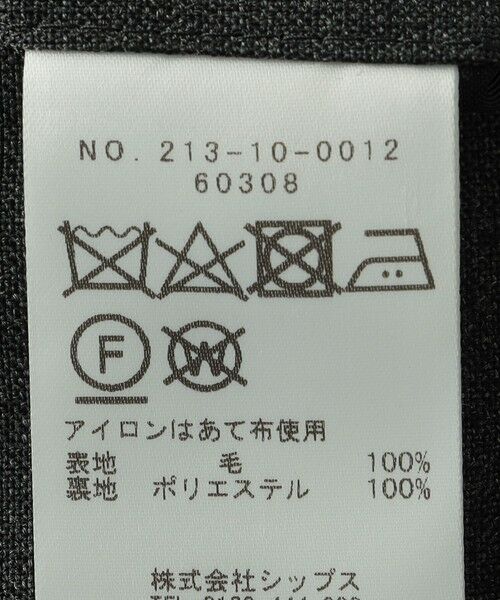 NO. 213-10-0012
60308
F W
アイロンはあて布使用
表地 毛 100%
裏地 ポリエステル 100%
株式会社シップス